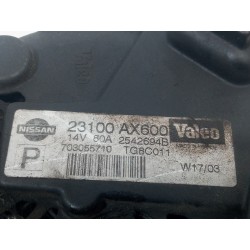 NISSAN
23100 AX600 Valeo
14V 80A 2542694B
P 703055710 TG8C011
W17/03